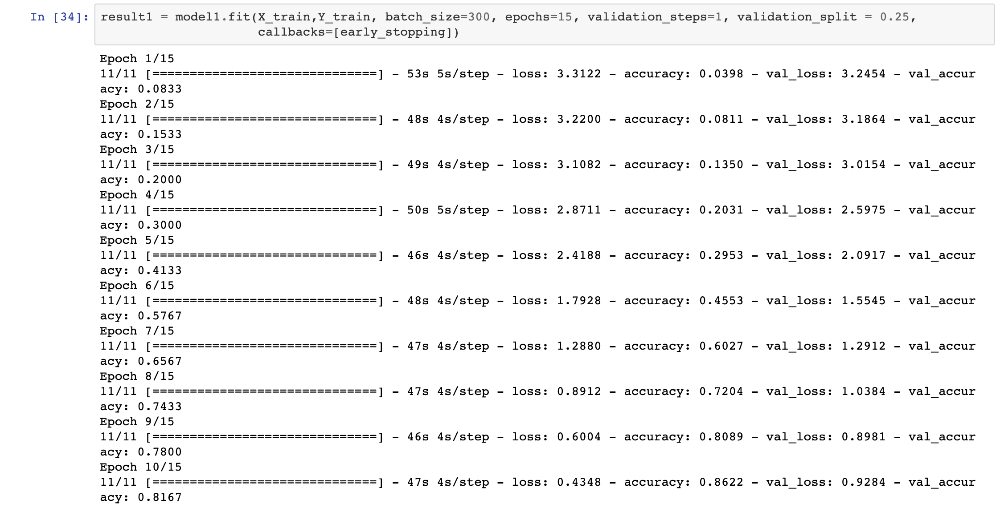 In [34]: result1 = model1.fit(X_train,Y_train, batch_size=300, epochs=15, validation_steps=1, validation_split = 0.25,
callbacks=[early_stopping])
Epoch 1/15
11/11 [==============================] - 53s 5s/step - loss: 3.3122 - accuracy: 0.0398 - val_loss: 3.2454 - val_accur
acy: 0.0833
Epoch 2/15
11/11 [==============================] - 48s 4s/step - loss: 3.2200 - accuracy: 0.0811 - val_loss: 3.1864 - val_accur
acy: 0.1533
Epoch 3/15
11/11 [==============================] - 49s 4s/step - loss: 3.1082 - accuracy: 0.1350 - val_loss: 3.0154 - val_accur
acy: 0.2000
Epoch 4/15
11/11 [==============================] - 50s 5s/step - loss: 2.8711 - accuracy: 0.2031 - val_loss: 2.5975 - val_accur
acy: 0.3000
Epoch 5/15
11/11 [==============================] - 46s 4s/step - loss: 2.4188 - accuracy: 0.2953 - val_loss: 2.0917 - val_accur
acy: 0.4133
Epoch 6/15
11/11 [==============================] - 48s 4s/step - loss: 1.7928 - accuracy: 0.4553 - val_loss: 1.5545 - val_accur
acy: 0.5767
Epoch 7/15
11/11 [==============================] - 47s 4s/step - loss: 1.2880 - accuracy: 0.6027 - val_loss: 1.2912 - val_accur
acy: 0.6567
Epoch 8/15
11/11 [==============================] - 47s 4s/step - loss: 0.8912 - accuracy: 0.7204 - val_loss: 1.0384 - val_accur
acy: 0.7433
Epoch 9/15
11/11 [==============================] - 46s 4s/step - loss: 0.6004 - accuracy: 0.8089 - val_loss: 0.8981 - val_accur
acy: 0.7800
Epoch 10/15
11/11 [==============================] - 47s 4s/step - loss: 0.4348 - accuracy: 0.8622 - val_loss: 0.9284 - val_accur
acy: 0.8167